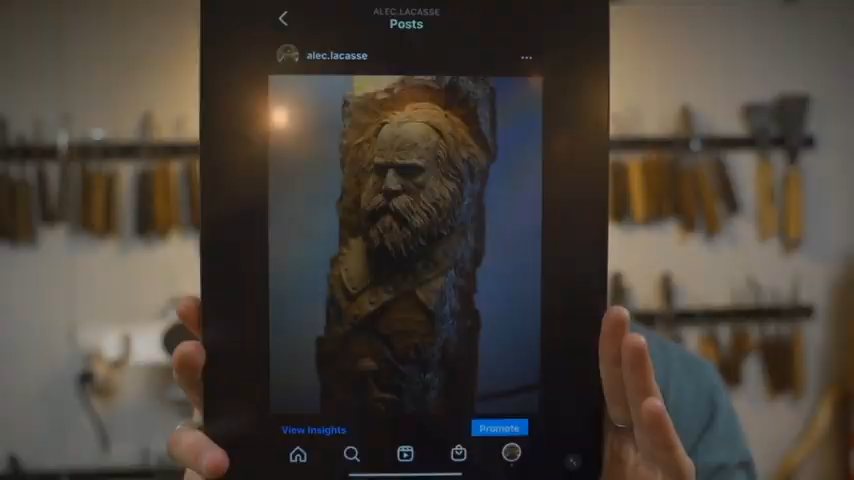 ALEC.LACASSE
Posts
alec.lacasse
View Insights
Promote